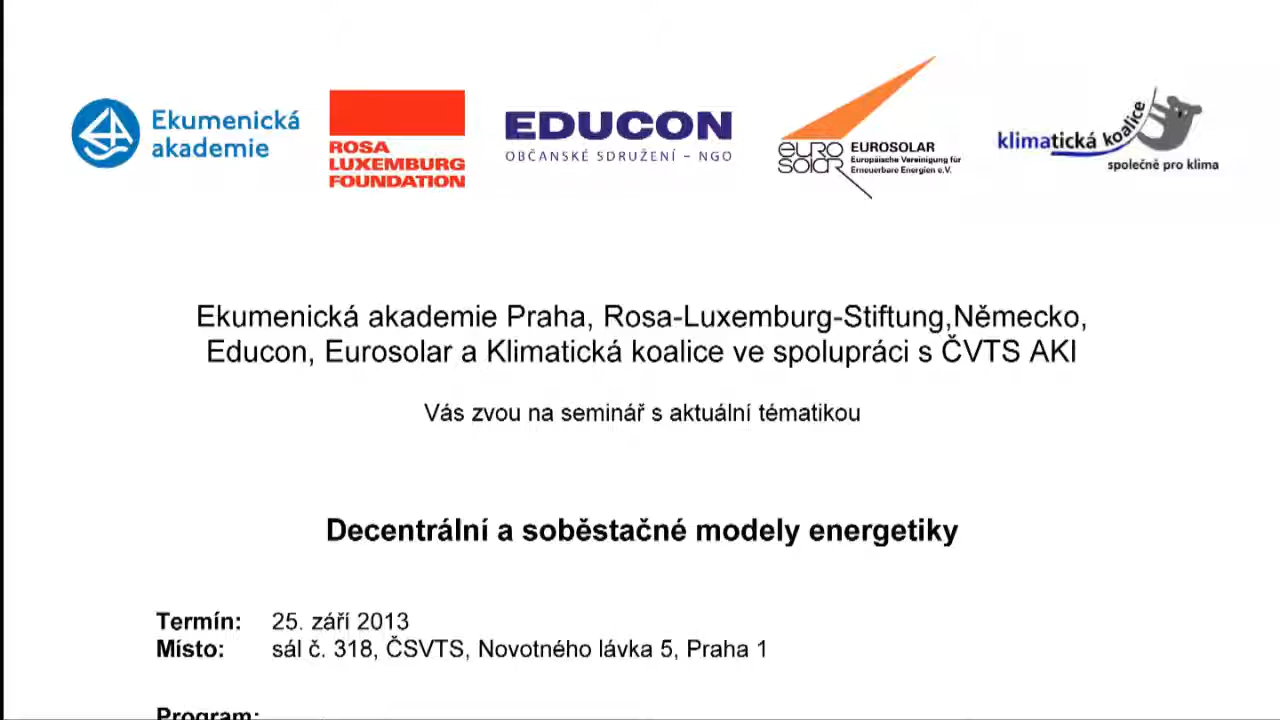 Ekumenická
akademie
ROSA
LUXEMBURG
FOUNDATION
EDUCON
OBČANSKÉ SDRUŽENÍ – NGO
euro
solar
EUROSOLAR
Europäische Vereinigung für
Erneuerbare Energien e.V.
klimatická koalice
společně pro klima
Ekumenická akademie Praha, Rosa-Luxemburg-Stiftung,Německo,
Educon, Eurosolar a Klimatická koalice ve spolupráci s ČVTS AKI
Vás zvou na seminář s aktuální tématikou
Decentrální a soběstačné modely energetiky
Termín: 25. září 2013
Místo: sál č. 318, ČSVTS, Novotného lávka 5, Praha 1
Program: